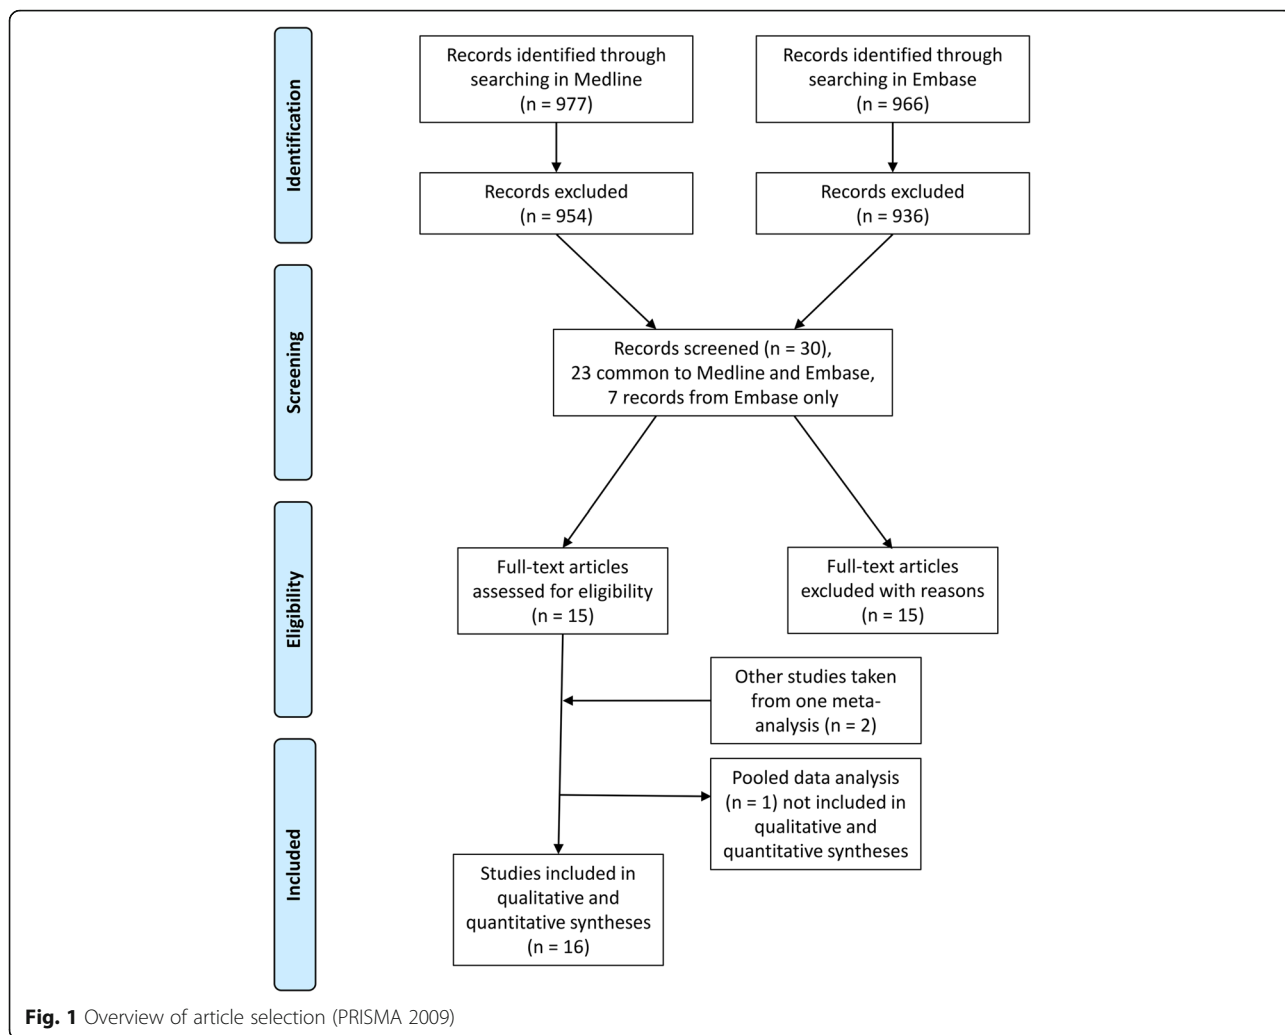 Identification
Records identified through
searching in Medline
(n = 977)
Records identified through
searching in Embase
(n = 966)
Records excluded
(n = 954)
Records excluded
(n = 936)
Screening
Records screened (n = 30),
23 common to Medline and Embase,
7 records from Embase only
Eligibility
Full-text articles
assessed for eligibility
(n = 15)
Full-text articles
excluded with reasons
(n = 15)
Other studies taken
from one meta-
analysis (n = 2)
Included
Pooled data analysis
(n = 1) not included in
qualitative and
quantitative syntheses
Studies included in
qualitative and
quantitative syntheses
(n = 16)
Fig. 1 Overview of article selection (PRISMA 2009)